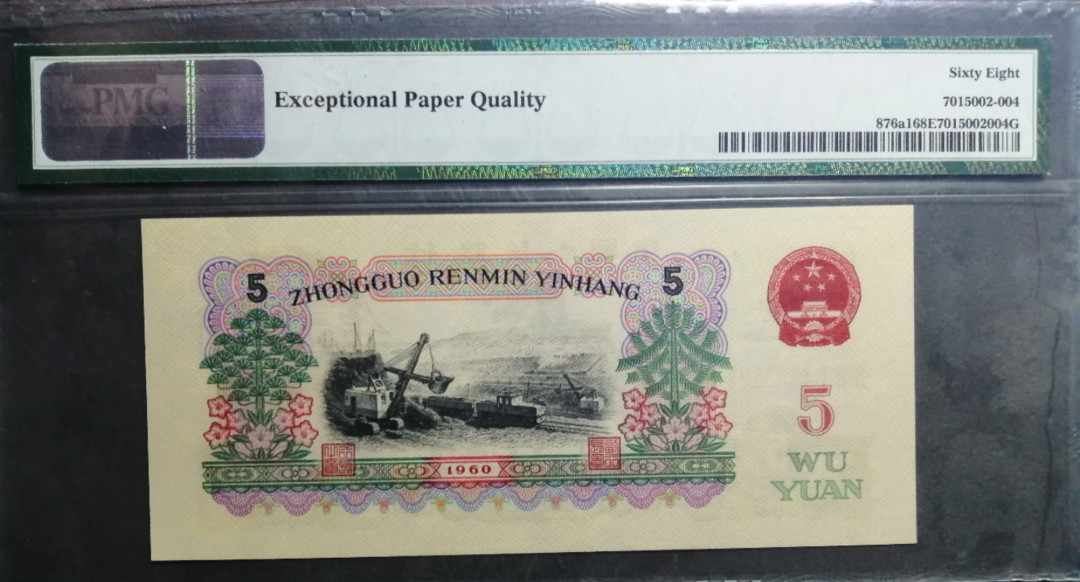 PMG
Exceptional Paper Quality
Sixty Eight
7015002-004
876a168E7015002004G
5 ZHONGGUO RENMIN YINHANG 5
1960
5
WU
YUAN